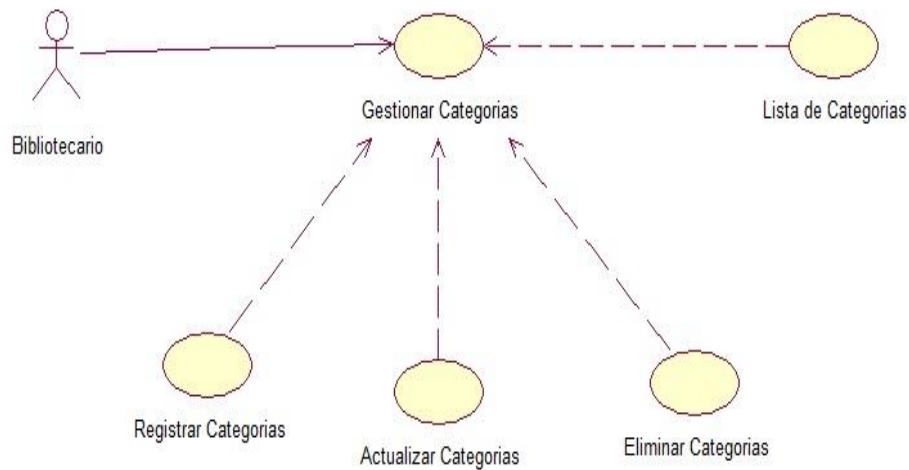 Gestionar Categorias
Lista de Categorias
Bibliotecario
Registrar Categorias
Actualizar Categorias
Eliminar Categorias